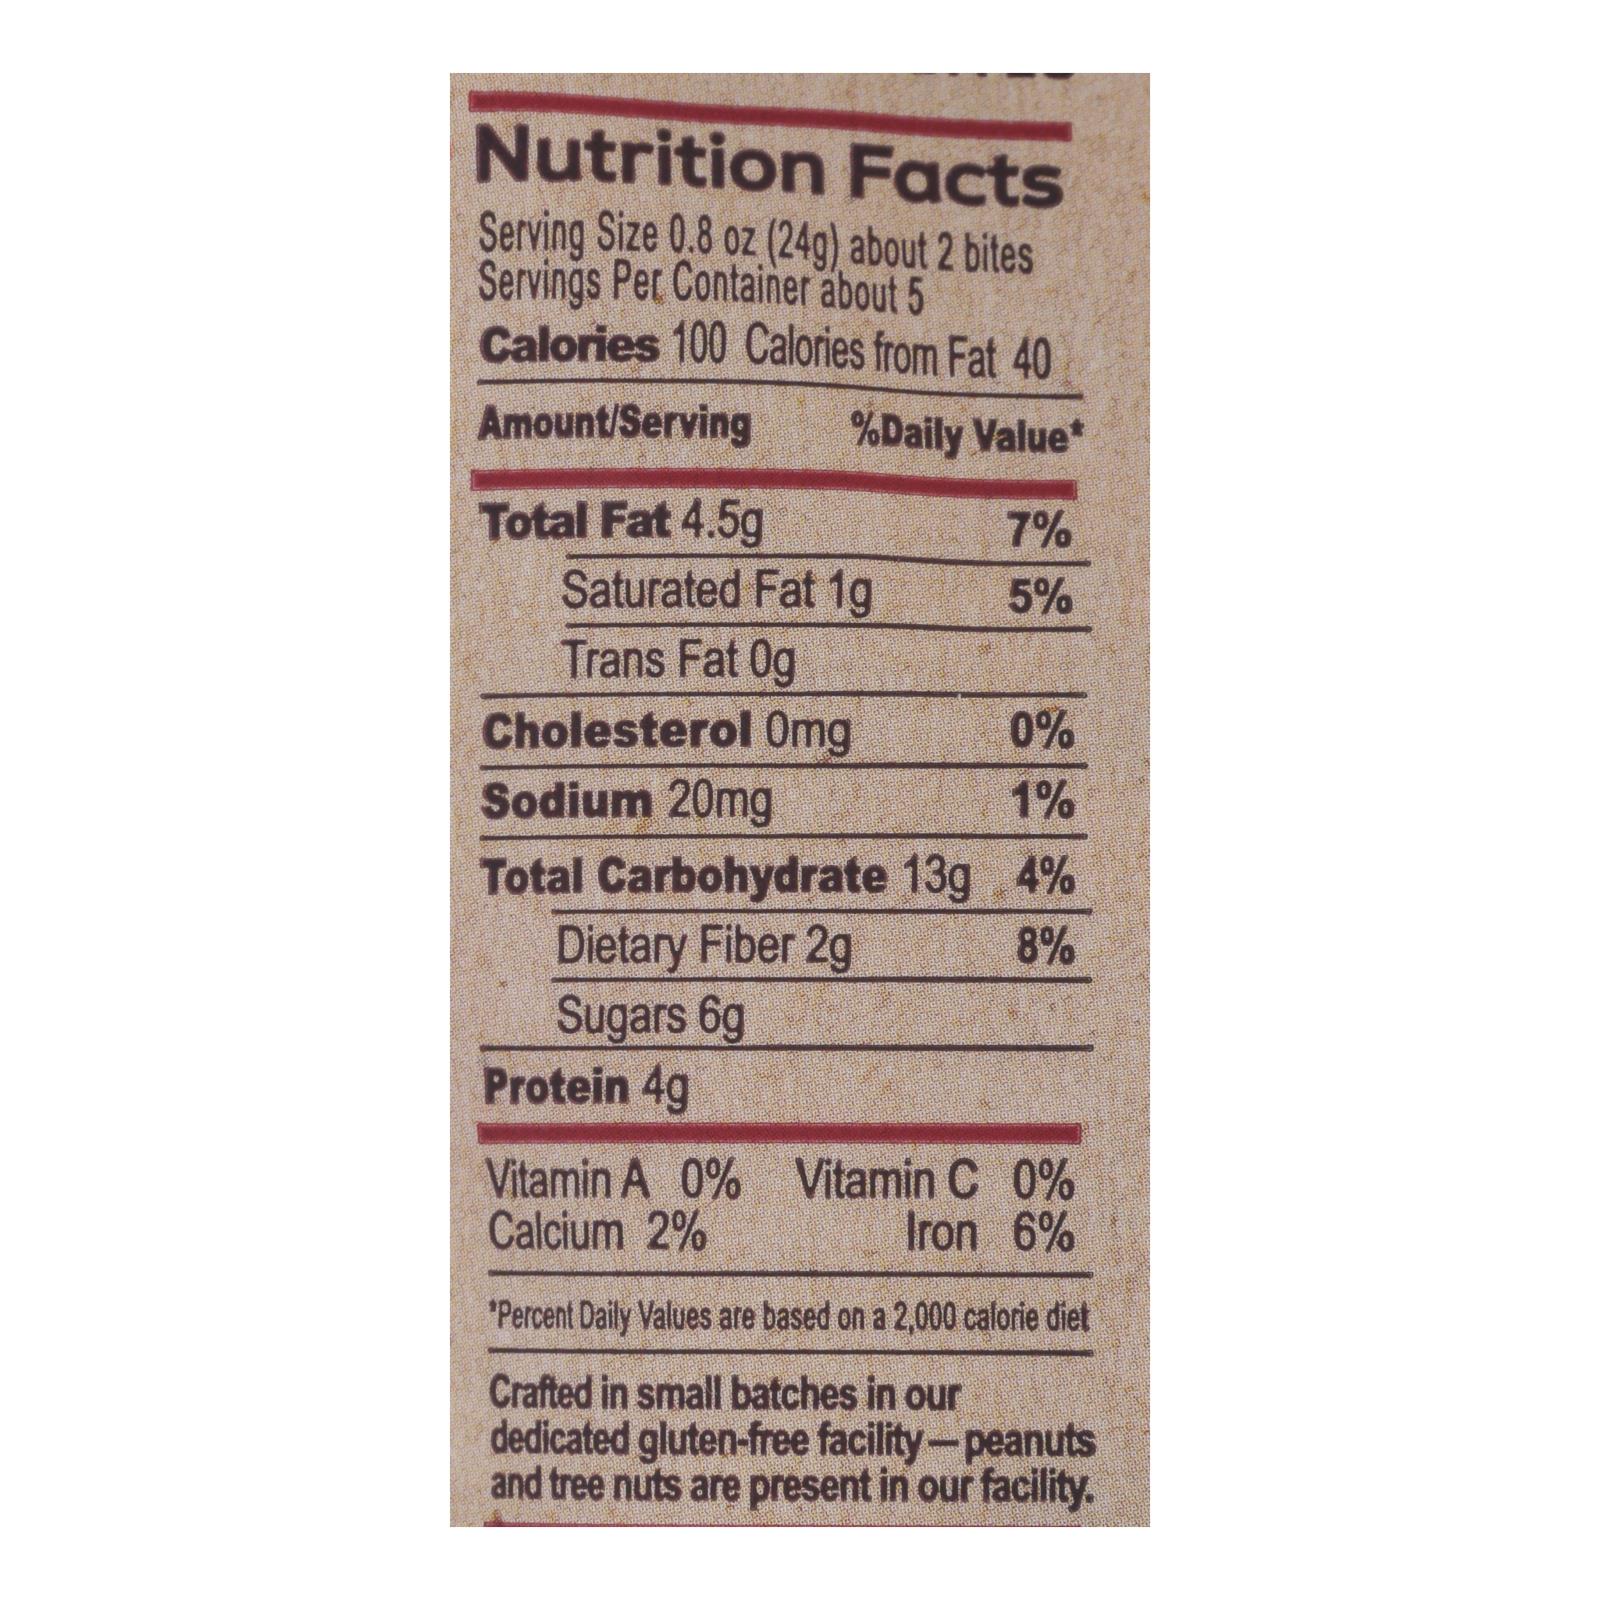 Nutrition Facts
Serving Size 0.8 oz (24g) about 2 bites
Servings Per Container about 5
Calories 100 Calories from Fat 40
Amount/Serving %Daily Value*
Total Fat 4.5g 7%
Saturated Fat 1g 5%
Trans Fat 0g
Cholesterol 0mg 0%
Sodium 20mg 1%
Total Carbohydrate 13g 4%
Dietary Fiber 2g 8%
Sugars 6g
Protein 4g
Vitamin A 0% Vitamin C 0%
Calcium 2% Iron 6%
*Percent Daily Values are based on a 2,000 calorie diet
Crafted in small batches in our
dedicated gluten-free facility—peanuts
and tree nuts are present in our facility.